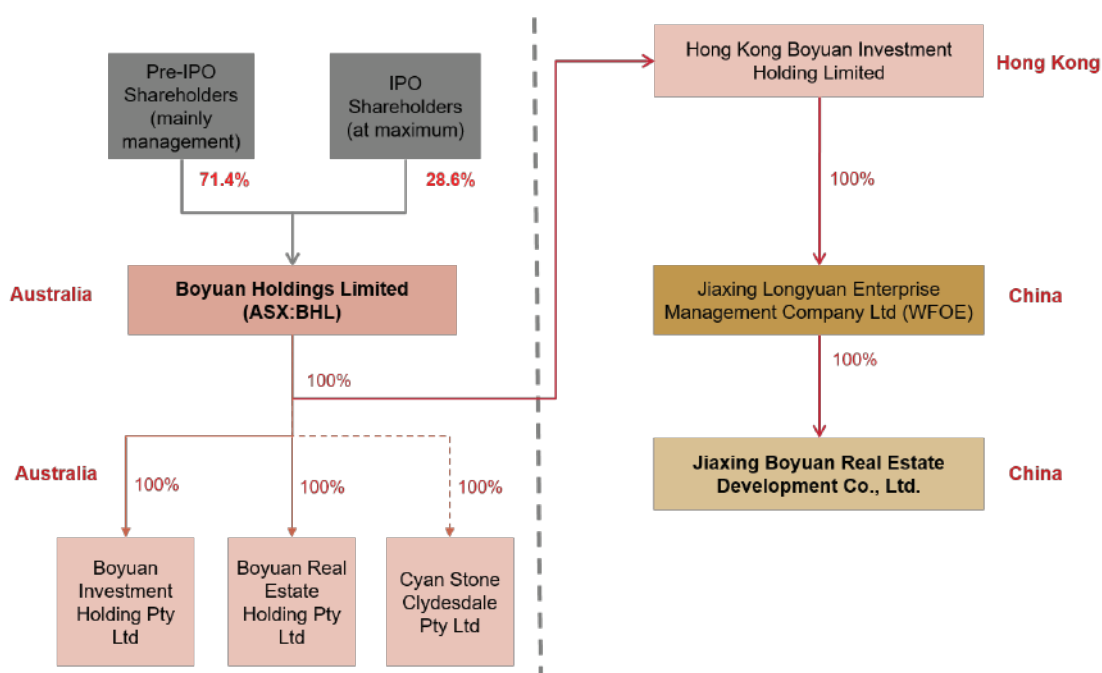 Pre-IPO
Shareholders
(mainly
management)
IPO
Shareholders
(at maximum)
71.4%
28.6%
Australia
Boyuan Holdings Limited
(ASX:BHL)
100%
Australia
100%
100%
100%
Boyuan
Investment
Holding Pty
Ltd
Boyuan Real
Estate
Holding Pty
Ltd
Cyan Stone
Clydesdale
Pty Ltd
Hong Kong Boyuan Investment
Holding Limited
Hong Kong
100%
Jiaxing Longyuan Enterprise
Management Company Ltd (WFOE)
China
100%
Jiaxing Boyuan Real Estate
Development Co., Ltd.
China